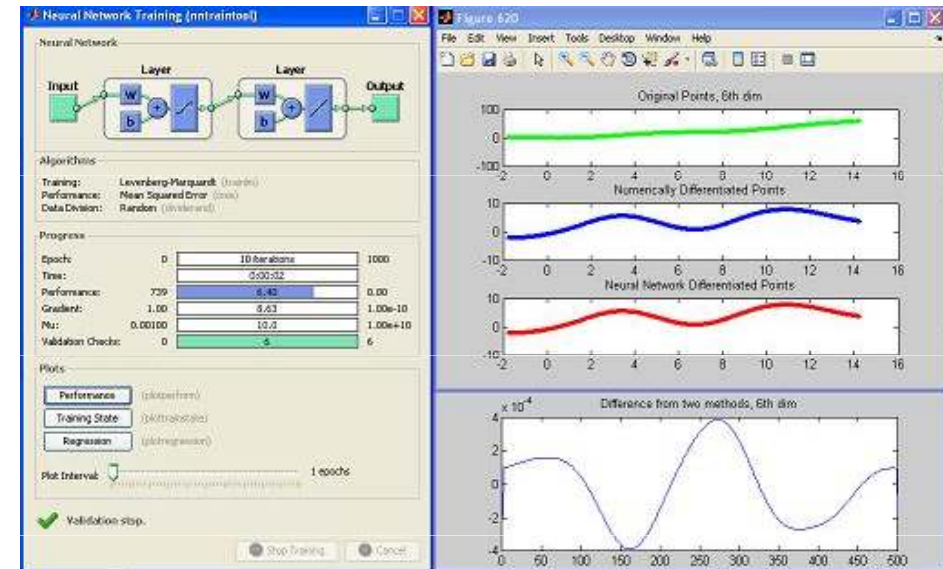 Neural Network Training (nntraintool)
Neural Network
Layer
Layer
Input
Output
W
b
+
W
b
+
Algorithms
Training: Levenberg-Marquardt (trainlm)
Performance: Mean Squared Error (mse)
Data Division: Random (dividerand)
Progress
Epoch: 0 10 iterations 1000
Time: 0:00:02
Performance: 739 6.40 0.00
Gradient: 1.00 8.63 1.00e-10
Mu: 0.00100 10.0 1.00e+10
Validation Checks: 0 6 6
Plots
Performance (plotperform)
Training State (plottrainstate)
Regression (plotregression)
Plot Interval: 1 epochs
Validation stop.
Stop Training
Cancel
Figure 620
File Edit View Insert Tools Desktop Window Help
Original Points, 6th dim
100
0
-100
-2 0 2 4 6 8 10 12 14 16
Numerically Differentiated Points
10
0
-10
-2 0 2 4 6 8 10 12 14 16
Neural Network Differentiated Points
10
0
-10
-2 0 2 4 6 8 10 12 14 16
x 10-4
Difference from two methods, 6th dim
4
2
0
-2
-4
0 50 100 150 200 250 300 350 400 450 500